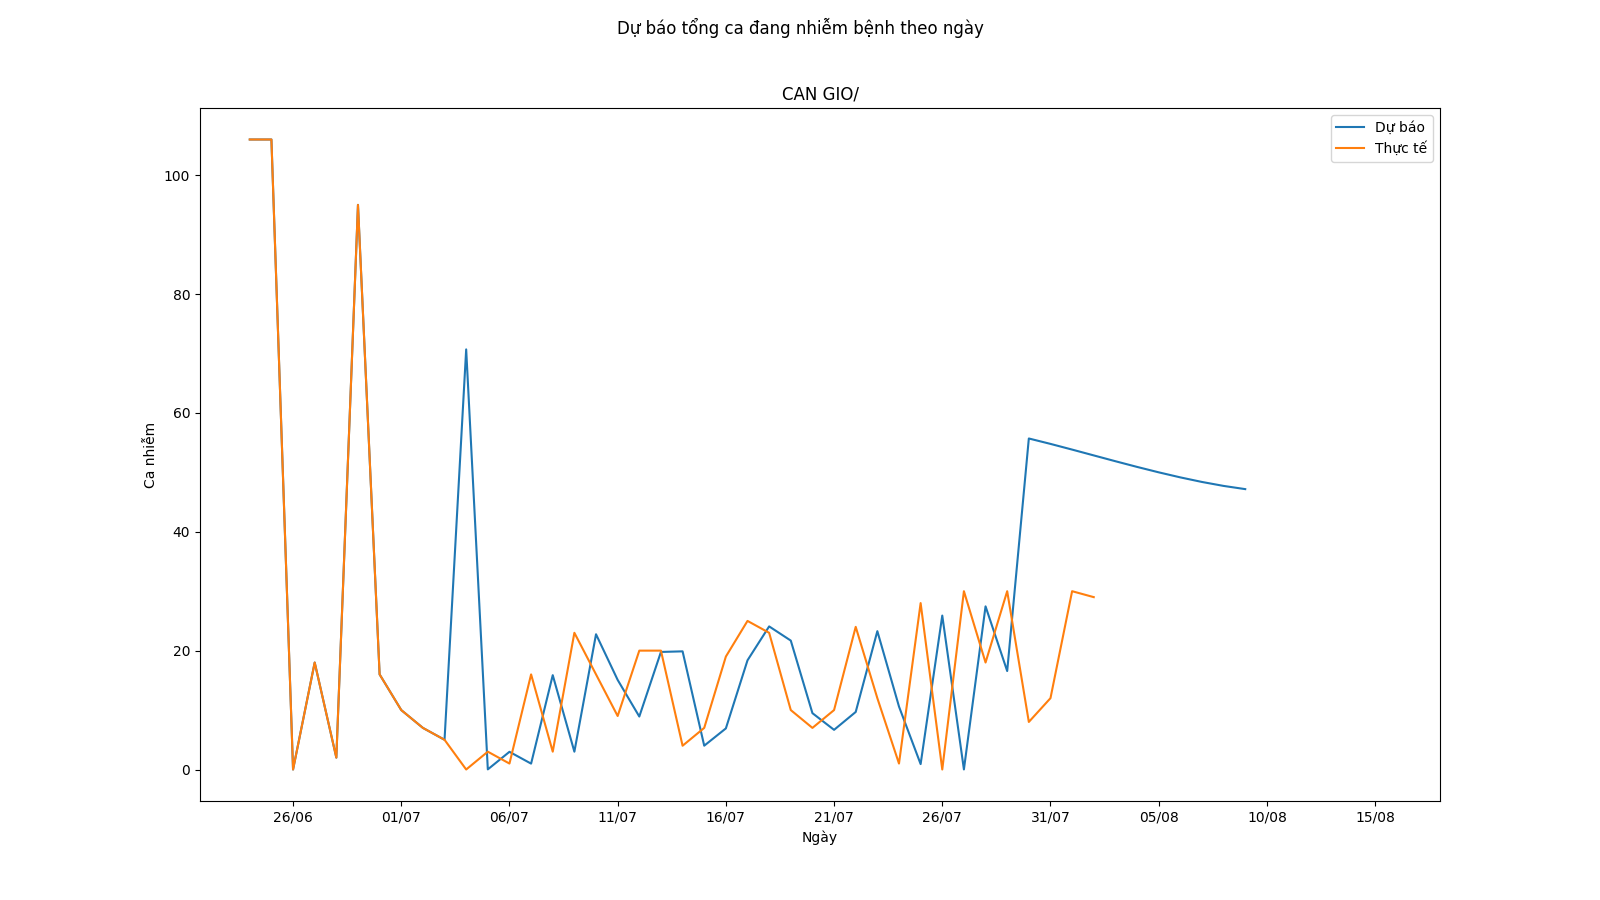 Dự báo tổng ca đang nhiễm bệnh theo ngày
CAN GIO/
Dự báo
Thực tế
Ca nhiễm
100
80
60
40
20
0
26/06 01/07 06/07 11/07 16/07 21/07 26/07 31/07 05/08 10/08 15/08
Ngày